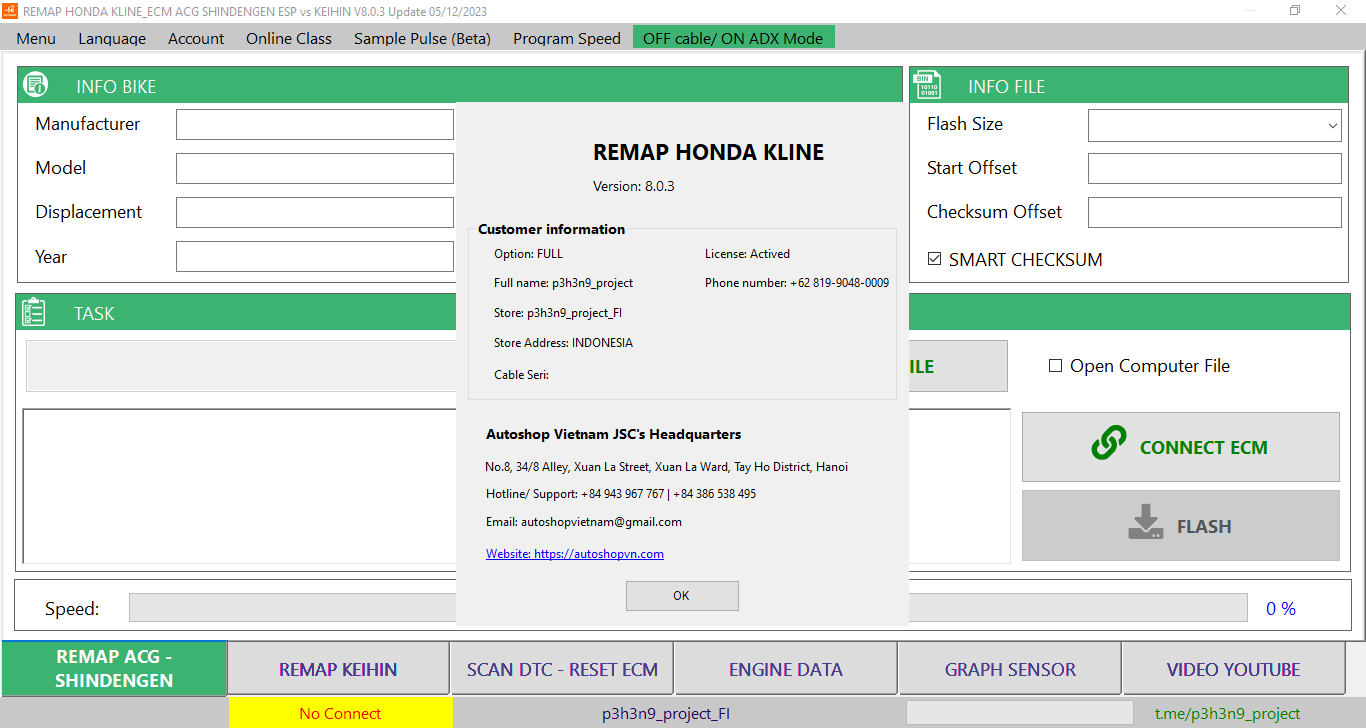 REMAP HONDA KLINE_ECM ACG SHINDENGEN ESP vs KEIHIN V8.0.3 Update 05/12/2023
Menu Language Account Online Class Sample Pulse (Beta) Program Speed OFF cable/ ON ADX Mode
INFO BIKE
Manufacturer
Model
Displacement
Year
BIN
10110
01001
INFO FILE
Flash Size
Start Offset
Checksum Offset
SMART CHECKSUM
REMAP HONDA KLINE
Version: 8.0.3
Customer information
Option: FULL
License: Actived
Full name: p3h3n9_project
Phone number: +62 819-9048-0009
Store: p3h3n9_project_FI
Store Address: INDONESIA
Cable Seri:
Autoshop Vietnam JSC's Headquarters
No.8, 34/8 Alley, Xuan La Street, Xuan La Ward, Tay Ho District, Hanoi
Hotline/ Support: +84 943 967 767 | +84 386 538 495
Email: autoshopvietnam@gmail.com
Website: https://autoshopvn.com
OK
TASK
ILE
Open Computer File
CONNECT ECM
FLASH
Speed:
0 %
REMAP ACG -
SHINDENGEN
REMAP KEIHIN
SCAN DTC - RESET ECM
ENGINE DATA
GRAPH SENSOR
VIDEO YOUTUBE
No Connect
p3h3n9_project_FI
t.me/p3h3n9_project